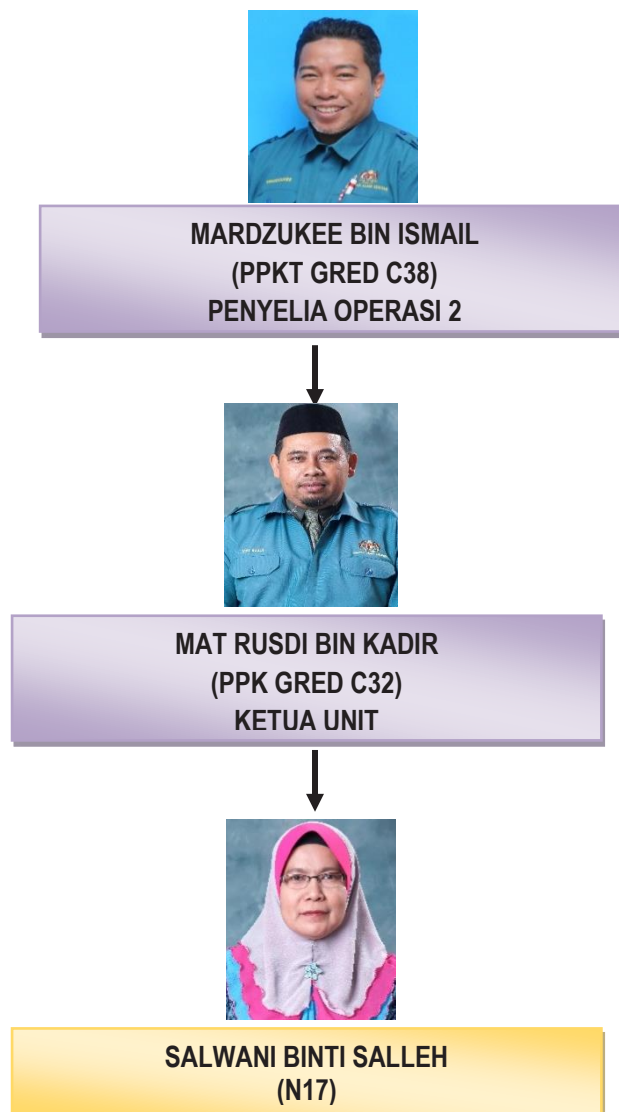 MARDZUKEE BIN ISMAIL
(PPKT GRED C38)
PENYELIA OPERASI 2
MAT RUSDI BIN KADIR
(PPK GRED C32)
KETUA UNIT
SALWANI BINTI SALLEH
(N17)